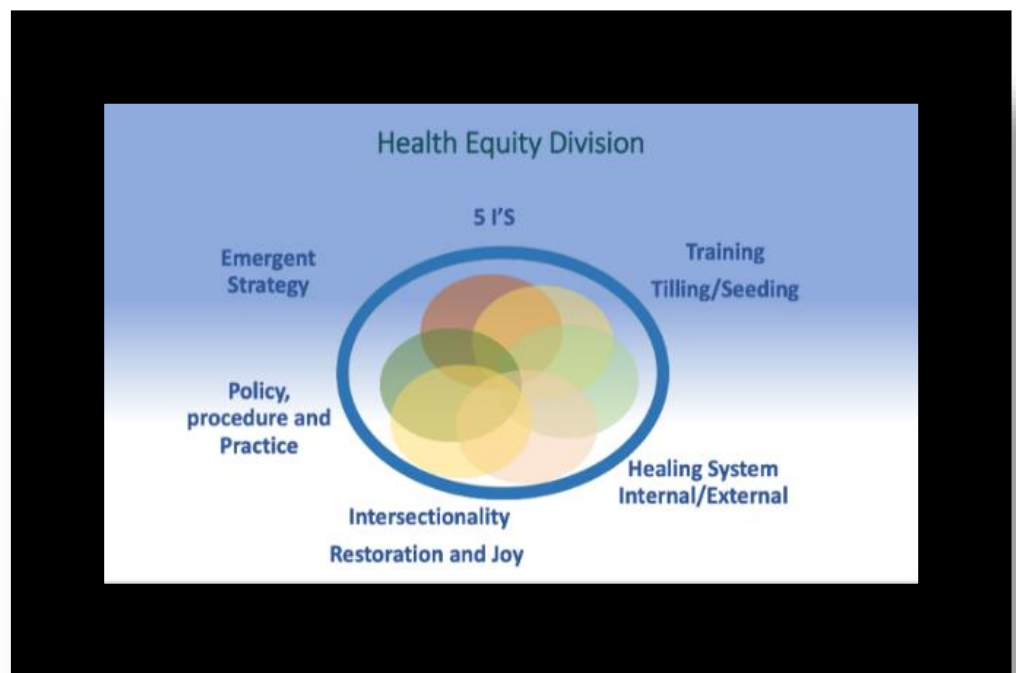 Health Equity Division
5 I'S
Emergent
Strategy
Training
Tilling/Seeding
Policy,
procedure and
Practice
Healing System
Internal/External
Intersectionality
Restoration and Joy